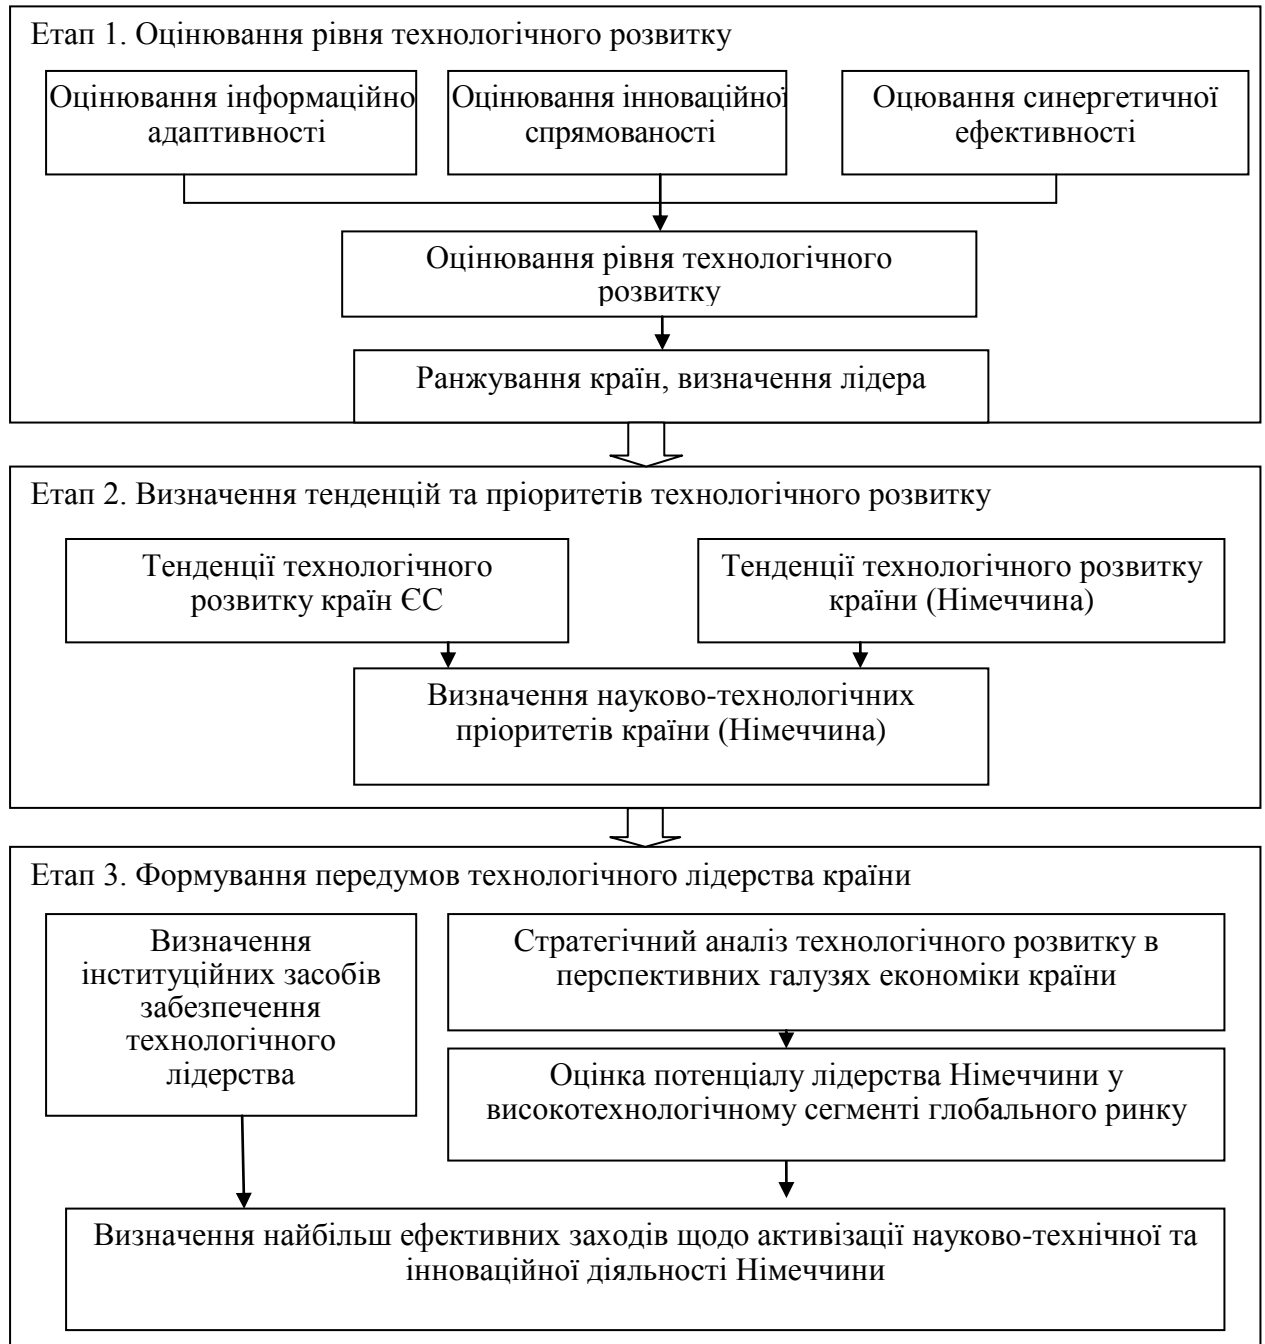 Етап 1. Оцінювання рівня технологічного розвитку
Оцінювання інформаційно
адаптивності
Оцінювання інноваційної
спрямованості
Оцювання синергетичної
ефективності
Оцінювання рівня технологічного
розвитку
Ранжування країн, визначення лідера
Етап 2. Визначення тенденцій та пріоритетів технологічного розвитку
Тенденції технологічного
розвитку країн ЄС
Тенденції технологічного розвитку
країни (Німеччина)
Визначення науково-технологічних
пріоритетів країни (Німеччина)
Етап 3. Формування передумов технологічного лідерства країни
Визначення
інституційних засобів
забезпечення
технологічного
лідерства
Стратегічний аналіз технологічного розвитку в
перспективних галузях економіки країни
Оцінка потенціалу лідерства Німеччини у
високотехнологічному сегменті глобального ринку
Визначення найбільш ефективних заходів щодо активізації науково-технічної та
інноваційної діяльності Німеччини